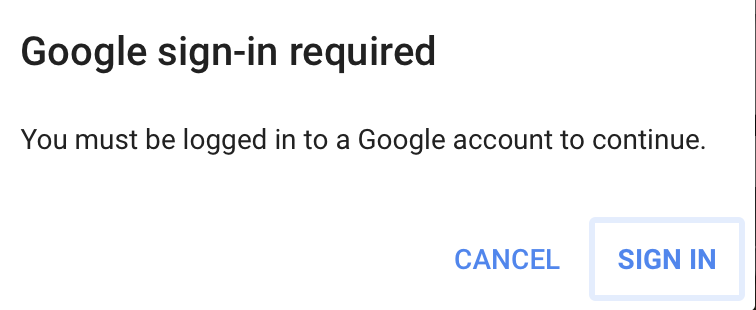 Google sign-in required
You must be logged in to a Google account to continue.
CANCEL SIGN IN